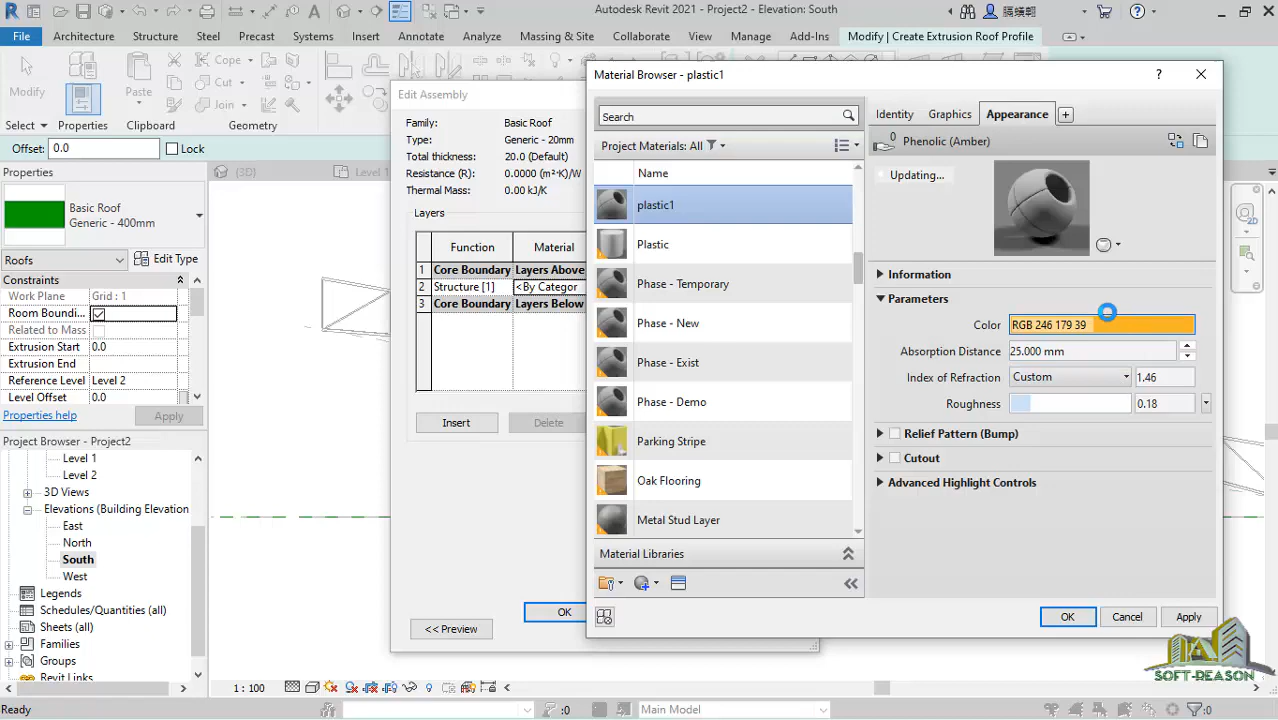 Autodesk Revit 2021 - Project2 - Elevation: South
File Architecture Structure Steel Precast Systems Insert Annotate Analyze Massing & Site Collaborate View Manage Add-Ins Modify | Create Extrusion Roof Profile
Modify
Paste
Cope
Cut
Join
Select Properties Clipboard Geometry
Offset: 0.0 Lock
Properties
Basic Roof
Generic - 400mm
Roofs Edit Type
Constraints
Work Plane Grid : 1
Room Boundi...
Related to Mass
Extrusion Start 0.0
Extrusion End
Reference Level Level 2
Level Offset 0.0
Properties help Apply
Project Browser - Project2
Level 1
Level 2
3D Views
Elevations (Building Elevation
East
North
South
West
Legends
Schedules/Quantities (all)
Sheets (all)
Families
Groups
Revit Links
Ready
{3D} Level 1
Edit Assembly
Family: Basic Roof
Type: Generic - 20mm
Total thickness: 20.0 (Default)
Resistance (R): 0.0000 (m²·K)/W
Thermal Mass: 0.00 kJ/K
Layers
Function Material
1 Core Boundary Layers Above
2 Structure [1] <By Categor
3 Core Boundary Layers Below
Insert Delete
OK
<< Preview
1 : 100
:0 Main Model :0
Material Browser - plastic1
?
Search
Project Materials: All
Name
plastic1
Plastic
Phase - Temporary
Phase - New
Phase - Exist
Phase - Demo
Parking Stripe
Oak Flooring
Metal Stud Layer
Material Libraries
Identity Graphics Appearance +
0 Phenolic (Amber)
Updating...
Information
Parameters
Color RGB 246 179 39
Absorption Distance 25.000 mm
Index of Refraction Custom 1.46
Roughness 0.18
Relief Pattern (Bump)
Cutout
Advanced Highlight Controls
OK Cancel Apply
SOFT-REASON